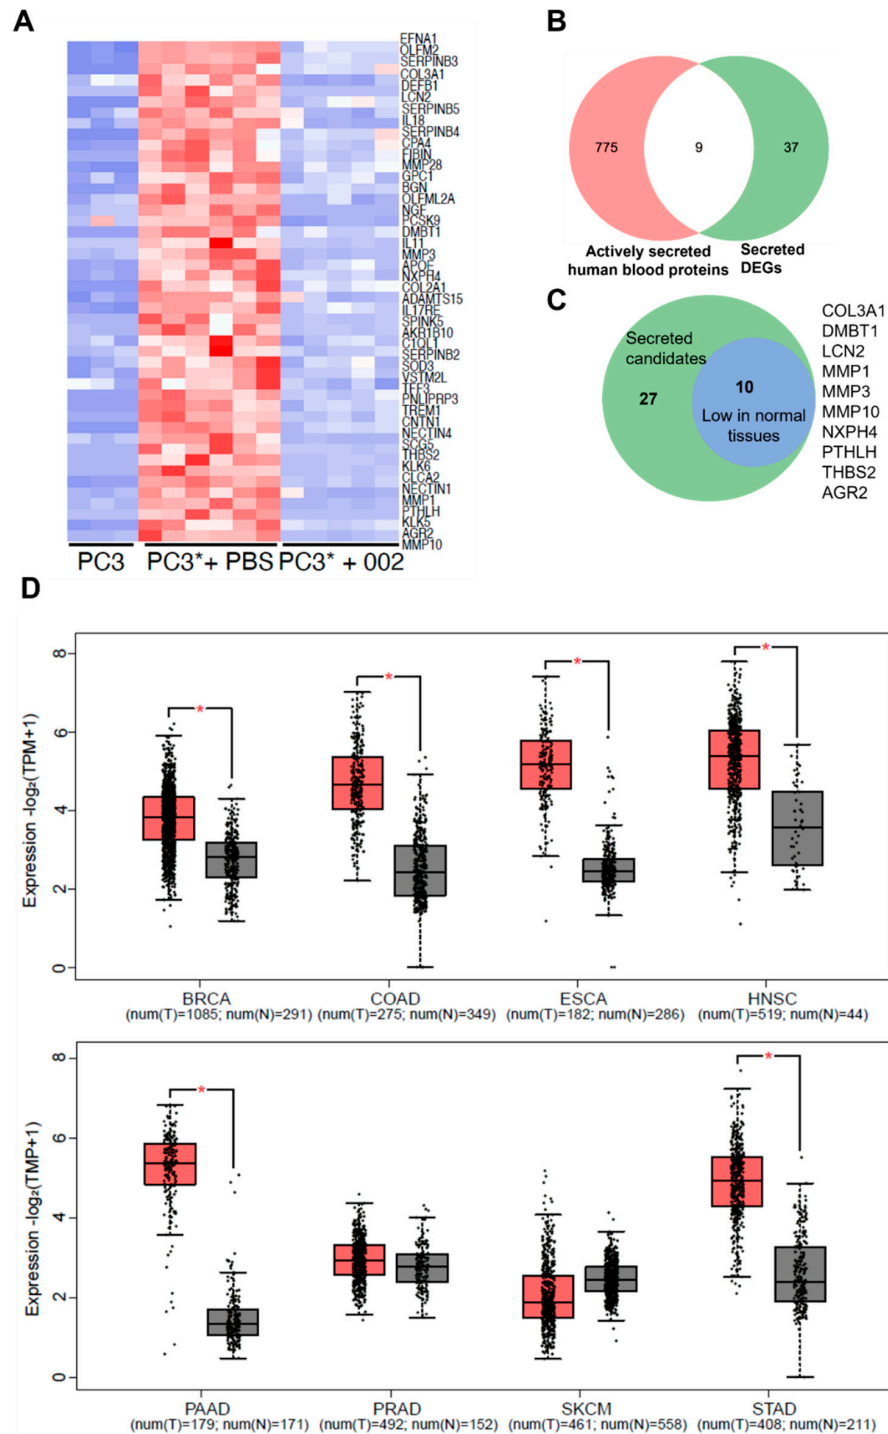 A
EFNA1
OLFM2
SERPINB3
COL3A1
DEFB1
LCN2
SERPINB5
IL18
SERPINB4
CPA4
FIBIN
MMP28
GPC1
BGN
OLFML2A
NGF
PCSK9
DMBT1
IL11
MMP3
APOE
NXPH4
COL2A1
ADAMTS15
IL17RE
SPINK5
AKR1B10
C1QL1
SERPINB2
SOD3
VSTM2L
TFF3
PNLIPRP3
TREM1
CNTN1
NECTIN4
SCG5
THBS2
KLK6
CLCA2
NECTIN1
MMP1
PTHLH
KLK5
AGR2
MMP10
PC3 PC3*+ PBS PC3* + 002
B
775 9 37
Actively secreted
human blood proteins
Secreted
DEGs
C
Secreted
candidates
27
10
Low in normal
tissues
COL3A1
DMBT1
LCN2
MMP1
MMP3
MMP10
NXPH4
PTHLH
THBS2
AGR2
D
Expression -log₂(TPM+1)
8
6
4
2
0
* * * *
BRCA COAD ESCA HNSC
(num(T)=1085; num(N)=291) (num(T)=275; num(N)=349) (num(T)=182; num(N)=286) (num(T)=519; num(N)=44)
Expression -log₂(TMP+1)
8
6
4
2
0
* *
PAAD PRAD SKCM STAD
(num(T)=179; num(N)=171) (num(T)=492; num(N)=152) (num(T)=461; num(N)=558) (num(T)=408; num(N)=211)